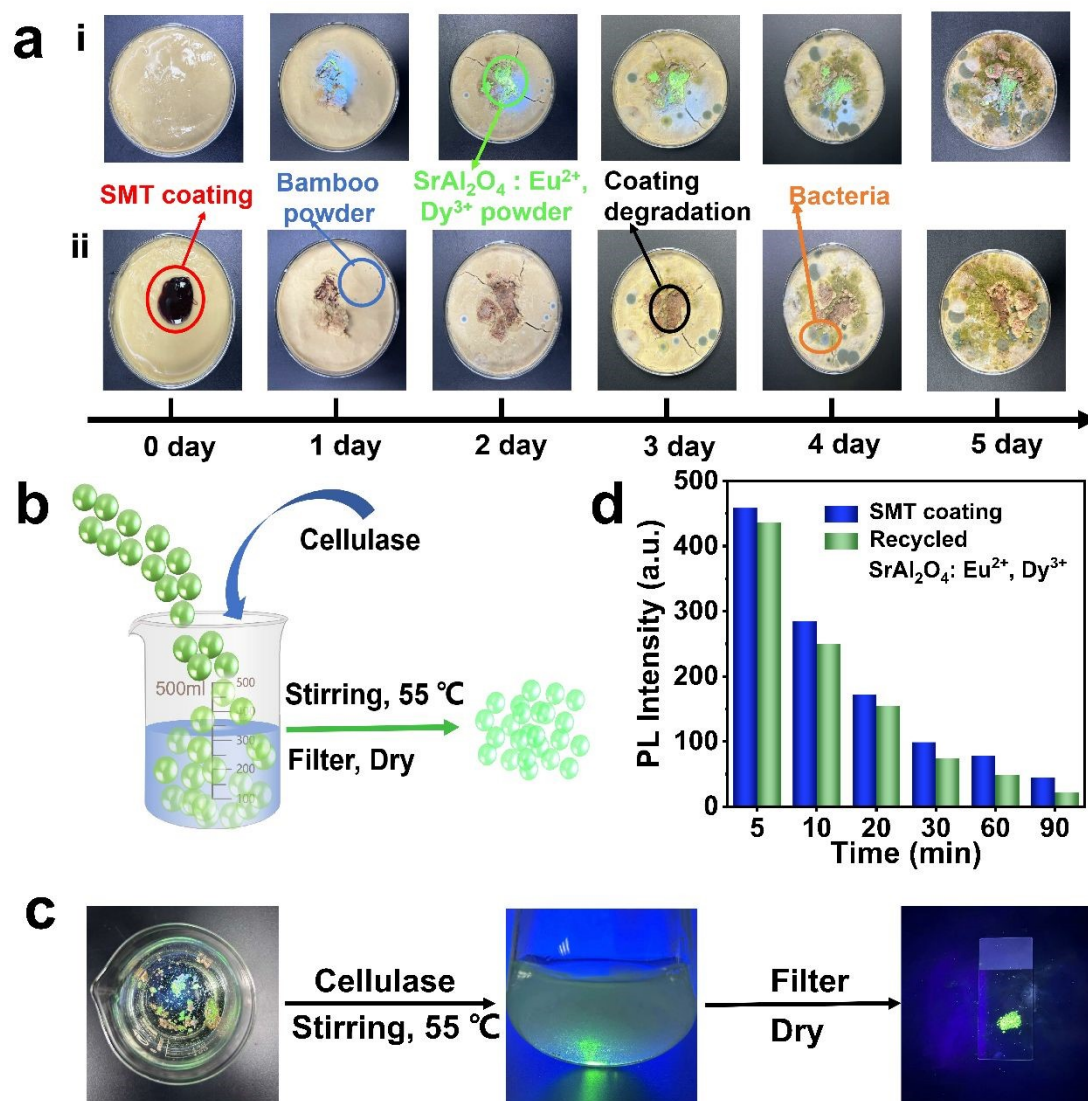 a
i
SMT coating
Bamboo
powder
SrAl₂O₄ : Eu²⁺,
Dy³⁺ powder
Coating
degradation
Bacteria
ii
0 day
1 day
2 day
3 day
4 day
5 day
b
Cellulase
500ml
500
300
200
100
Stirring, 55 ℃
Filter, Dry
d
SMT coating
Recycled
SrAl₂O₄: Eu²⁺, Dy³⁺
PL Intensity (a.u.)
500
400
300
200
100
0
5
10
20
30
60
90
Time (min)
c
Cellulase
Stirring, 55 ℃
Filter
Dry